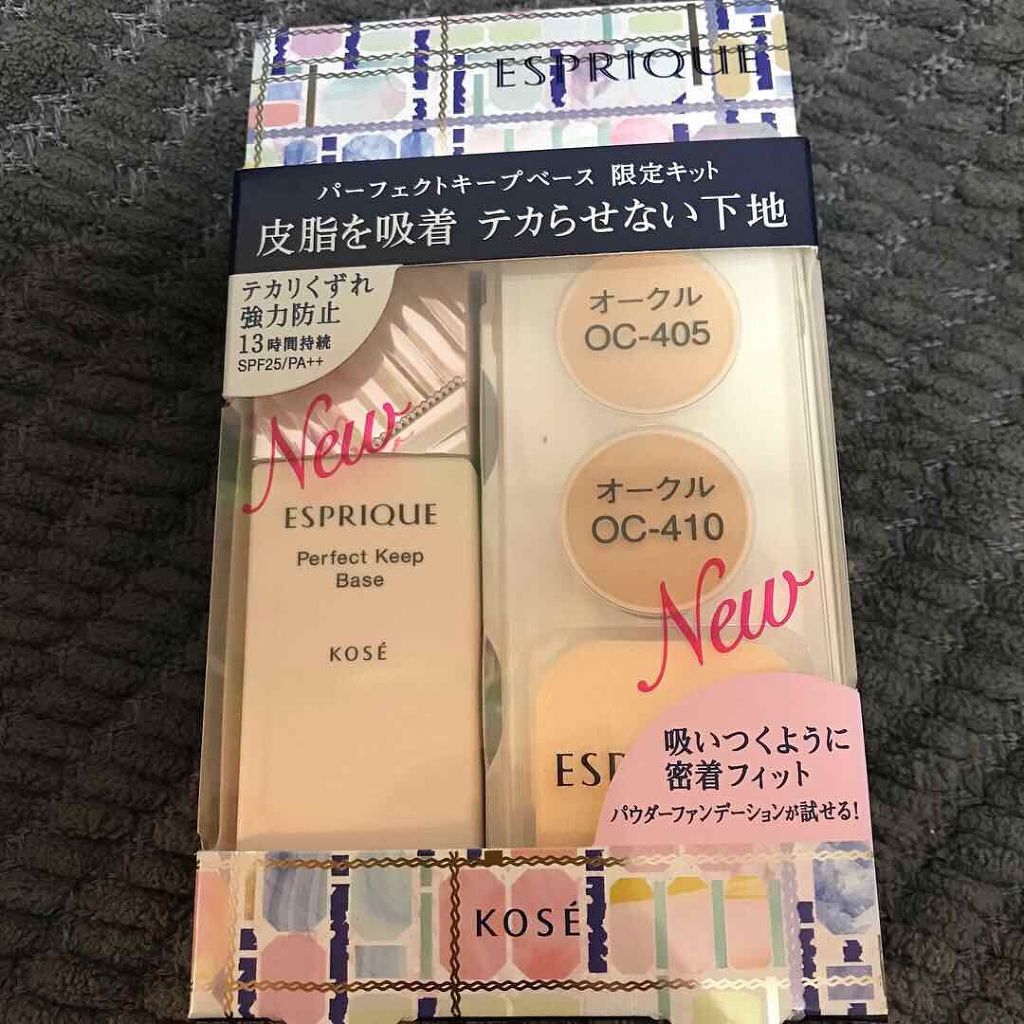 ESPRIQUE
パーフェクトキープベース 限定キット
皮脂を吸着 テカらせない下地
テカリくずれ
強力防止
13時間持続
SPF25/PA++
New
ESPRIQUE
Perfect Keep
Base
KOSÉ
オークル
OC-405
オークル
OC-410
New
ESP
吸いつくように
密着フィット
パウダーファンデーションが試せる!
KOSÉ